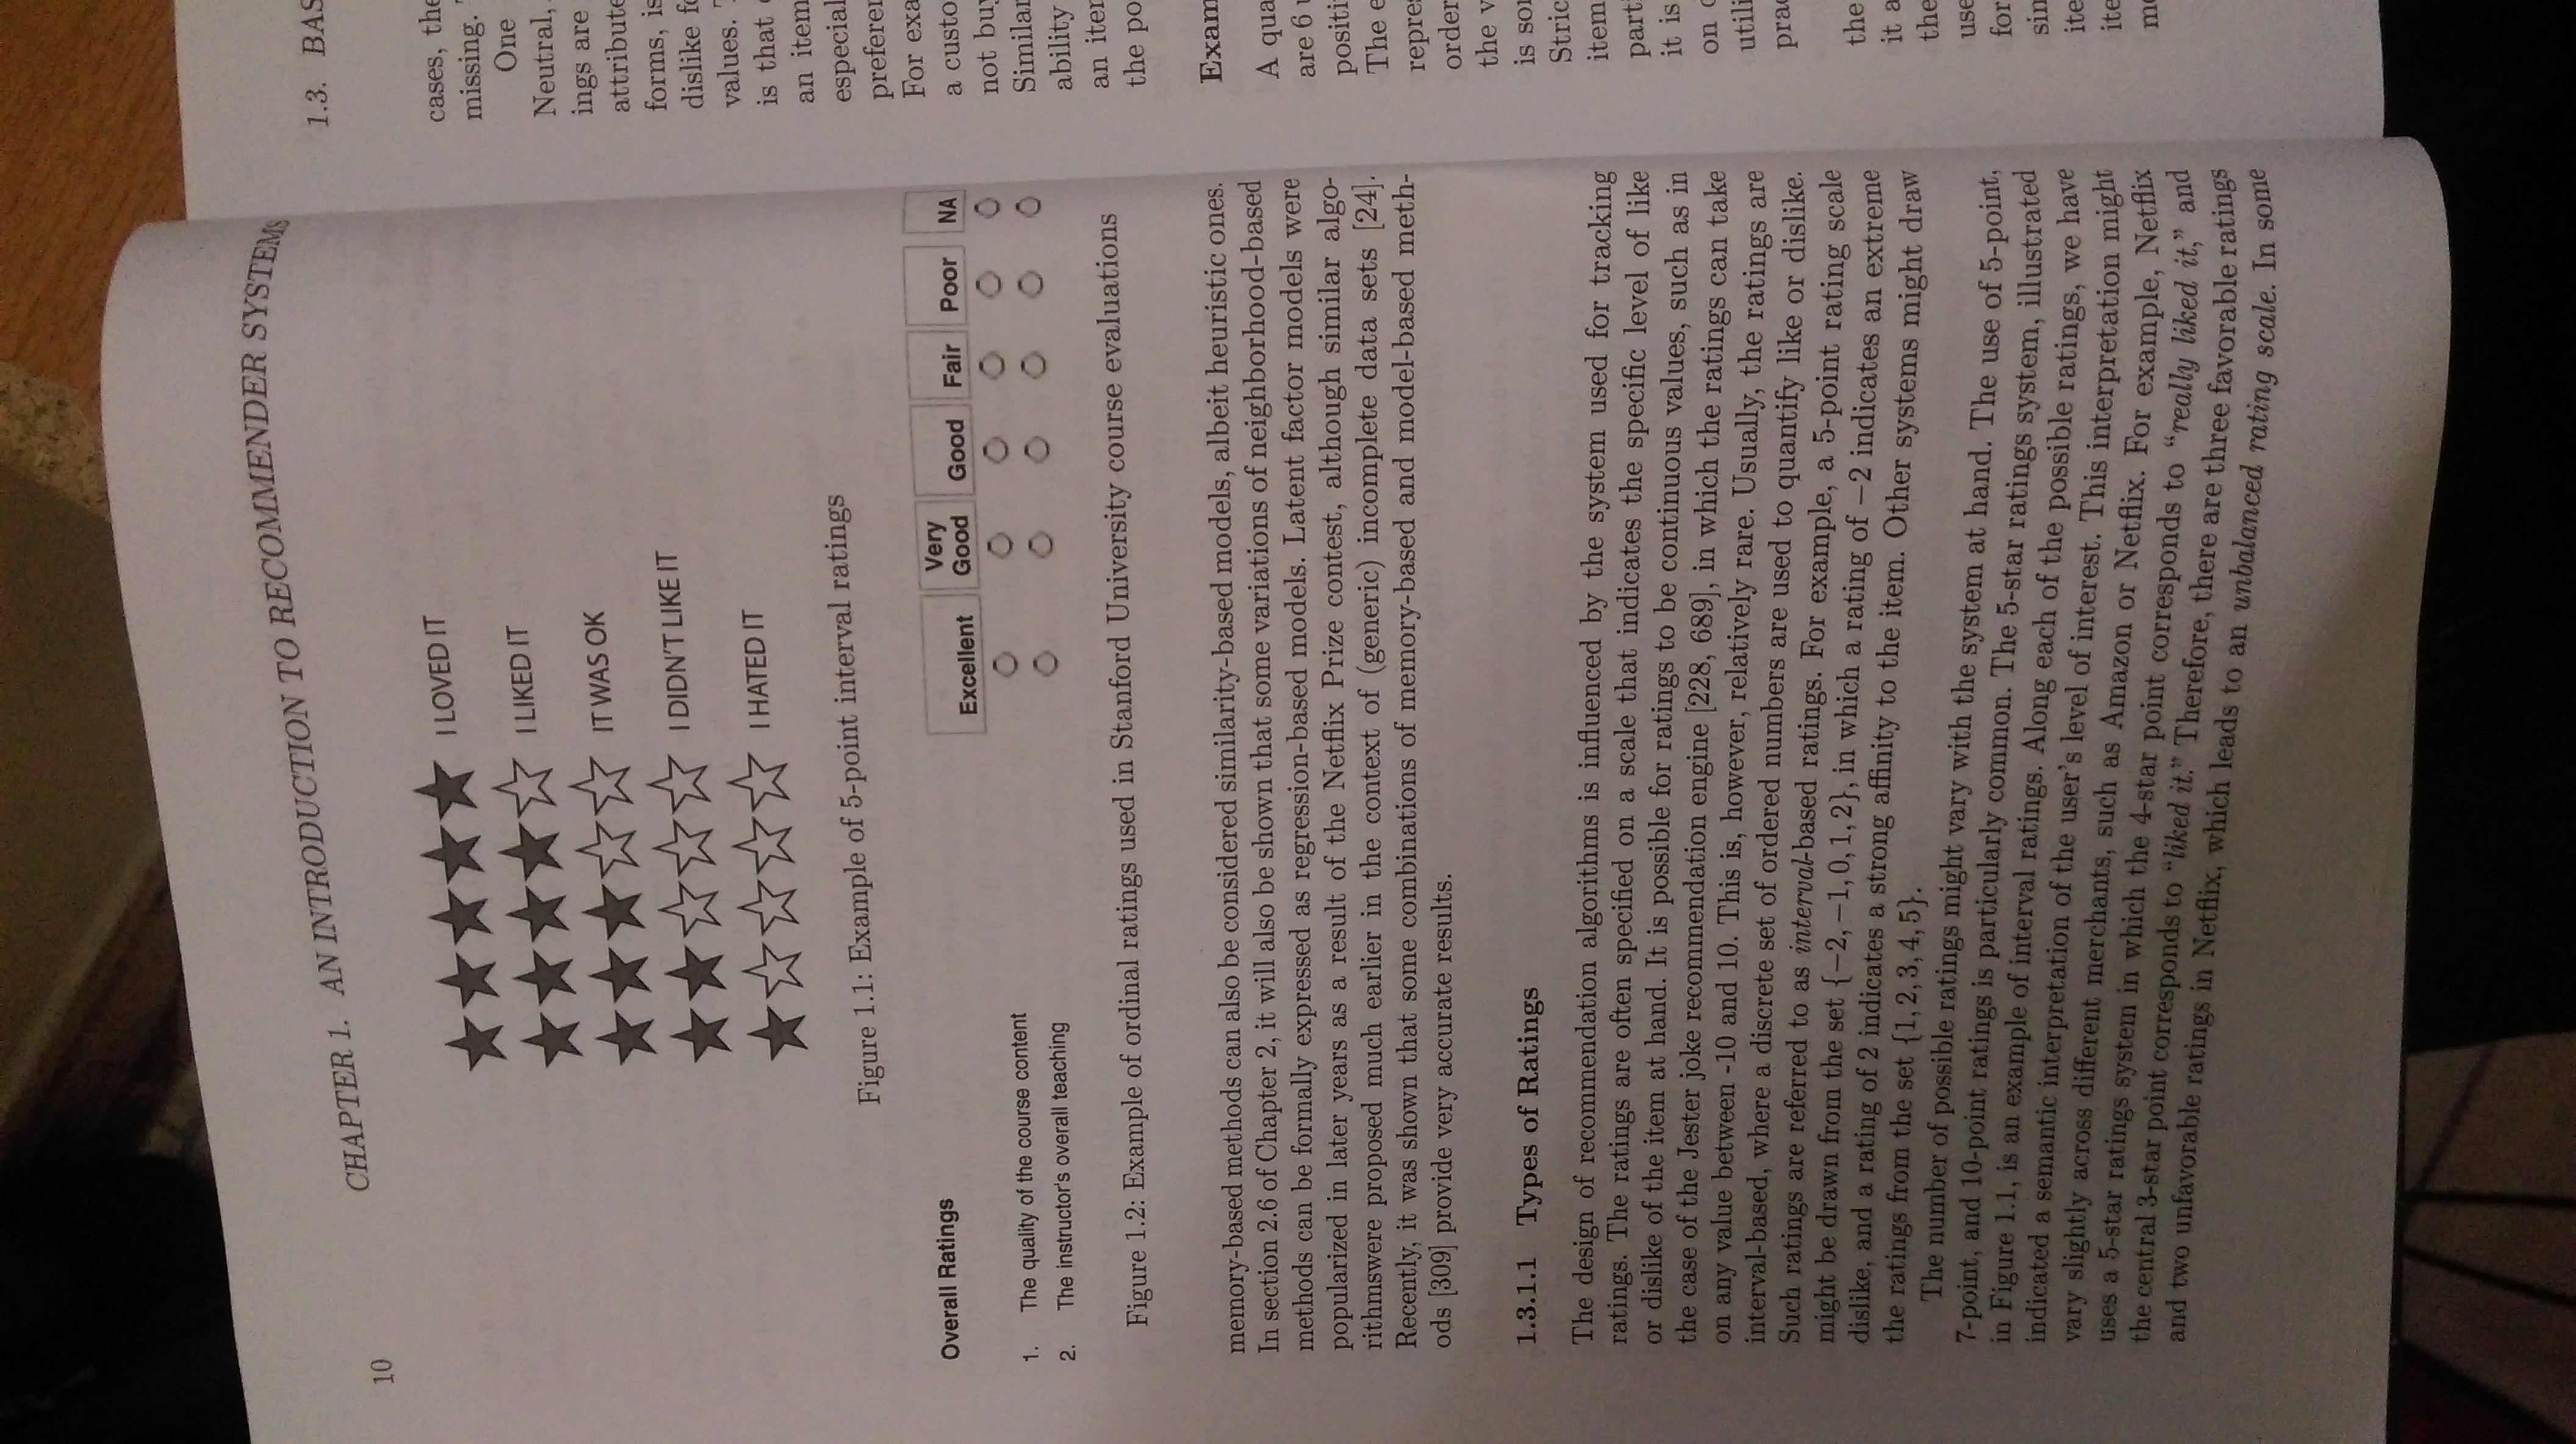 10
CHAPTER 1. AN INTRODUCTION TO RECOMMENDER SYSTEMS
I LOVED IT
I LIKED IT
IT WAS OK
I DIDN'T LIKE IT
I HATED IT
Figure 1.1: Example of 5-point interval ratings
Overall Ratings
Excellent Very Good Good Fair Poor NA
1. The quality of the course content
2. The instructor's overall teaching
Figure 1.2: Example of ordinal ratings used in Stanford University course evaluations
memory-based methods can also be considered similarity-based models, albeit heuristic ones.
In section 2.6 of Chapter 2, it will also be shown that some variations of neighborhood-based
methods can be formally expressed as regression-based models. Latent factor models were
popularized in later years as a result of the Netflix Prize contest, although similar algo-
rithmswere proposed much earlier in the context of (generic) incomplete data sets [24].
Recently, it was shown that some combinations of memory-based and model-based meth-
ods [309] provide very accurate results.
1.3.1.1 Types of Ratings
The design of recommendation algorithms is influenced by the system used for tracking
ratings. The ratings are often specified on a scale that indicates the specific level of like
or dislike of the item at hand. It is possible for ratings to be continuous values, such as in
the case of the Jester joke recommendation engine [228, 689], in which the ratings can take
on any value between -10 and 10. This is, however, relatively rare. Usually, the ratings are
interval-based, where a discrete set of ordered numbers are used to quantify like or dislike.
Such ratings are referred to as interval-based ratings. For example, a 5-point rating scale
might be drawn from the set {−2, −1, 0, 1, 2}, in which a rating of −2 indicates an extreme
dislike, and a rating of 2 indicates a strong affinity to the item. Other systems might draw
the ratings from the set {1, 2, 3, 4, 5}.
The number of possible ratings might vary with the system at hand. The use of 5-point,
7-point, and 10-point ratings is particularly common. The 5-star ratings system, illustrated
in Figure 1.1, is an example of interval ratings. Along each of the possible ratings, we have
indicated a semantic interpretation of the user's level of interest. This interpretation might
vary slightly across different merchants, such as Amazon or Netflix. For example, Netflix
uses a 5-star ratings system in which the 4-star point corresponds to “really liked it,” and
the central 3-star point corresponds to “liked it.” Therefore, there are three favorable ratings
and two unfavorable ratings in Netflix, which leads to an unbalanced rating scale. In some
1.3. BAS
cases, the
missing.
One
Neutral,
ings are
attribute
forms, is
dislike
values.
is that
an item
especial
preferen
For exa
a custo
not buy
Similar
ability
an iter
the po
Exam
A qua
are 6
positi
The e
repre
order
the v
is so
Stric
item
part
it is
on
utili
prac
the
it a
the
use
for
sin
ite
ite